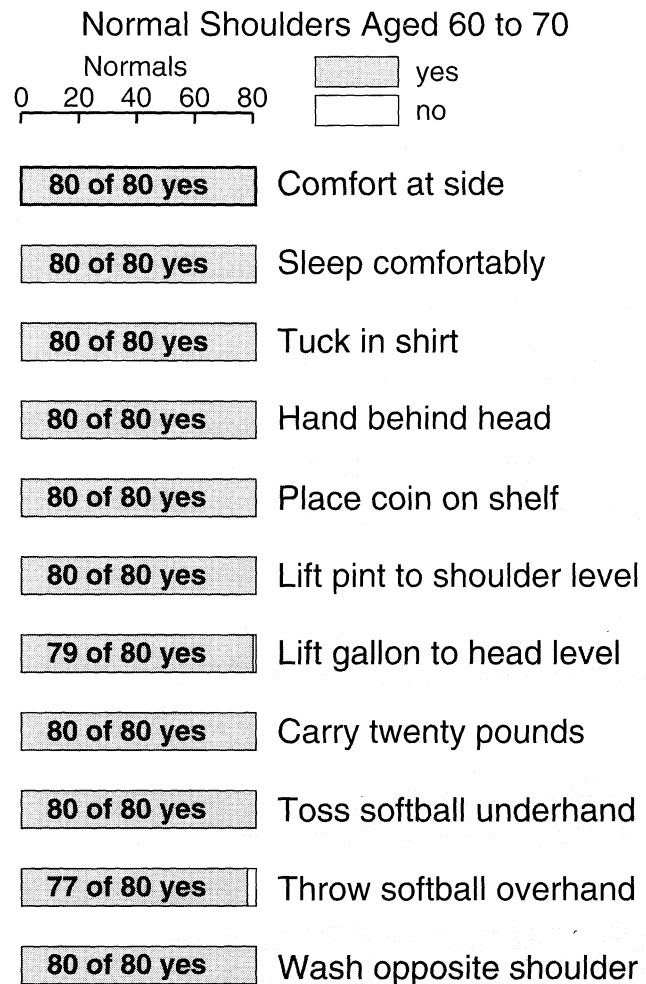 Normal Shoulders Aged 60 to 70
Normals
0 20 40 60 80
yes
no
80 of 80 yes Comfort at side
80 of 80 yes Sleep comfortably
80 of 80 yes Tuck in shirt
80 of 80 yes Hand behind head
80 of 80 yes Place coin on shelf
80 of 80 yes Lift pint to shoulder level
79 of 80 yes Lift gallon to head level
80 of 80 yes Carry twenty pounds
80 of 80 yes Toss softball underhand
77 of 80 yes Throw softball overhand
80 of 80 yes Wash opposite shoulder